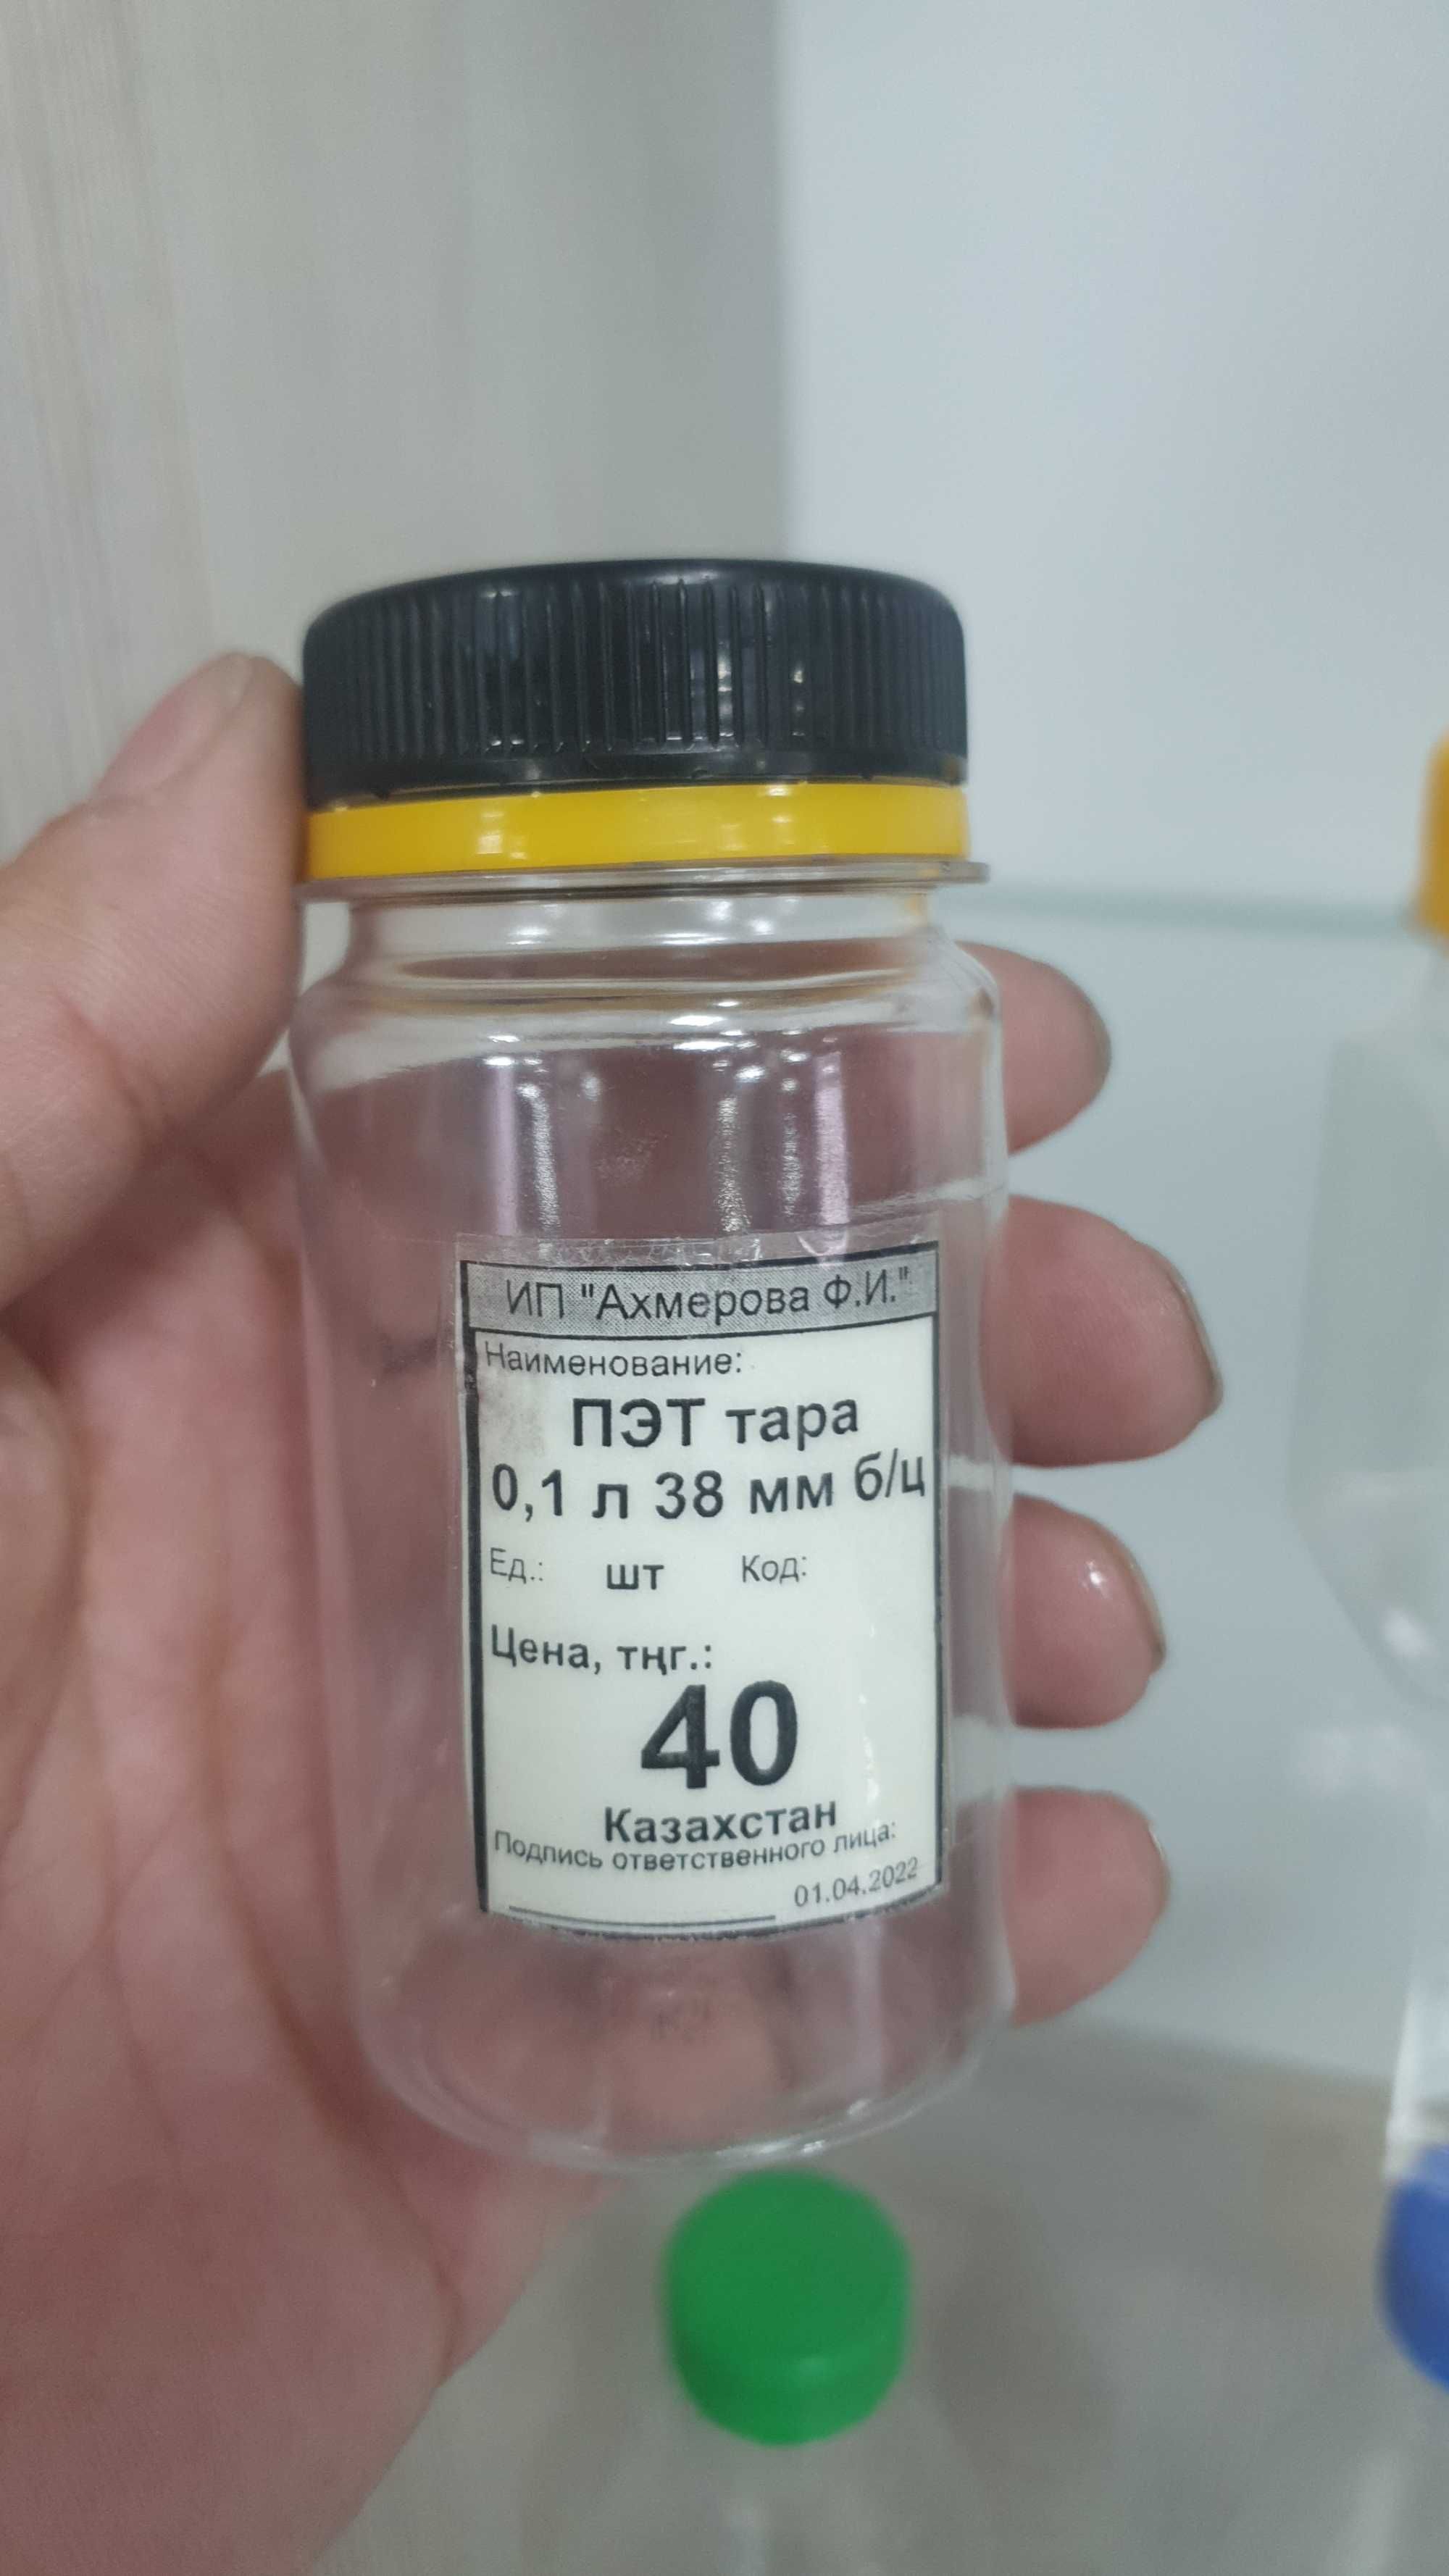 ИП "Ахмерова Ф.И."
Наименование:
ПЭТ тара
0,1 л 38 мм б/ц
Ед.: шт Код:
Цена, тңг.:
40
Казахстан
Подпись ответственного лица:
01.04.2022